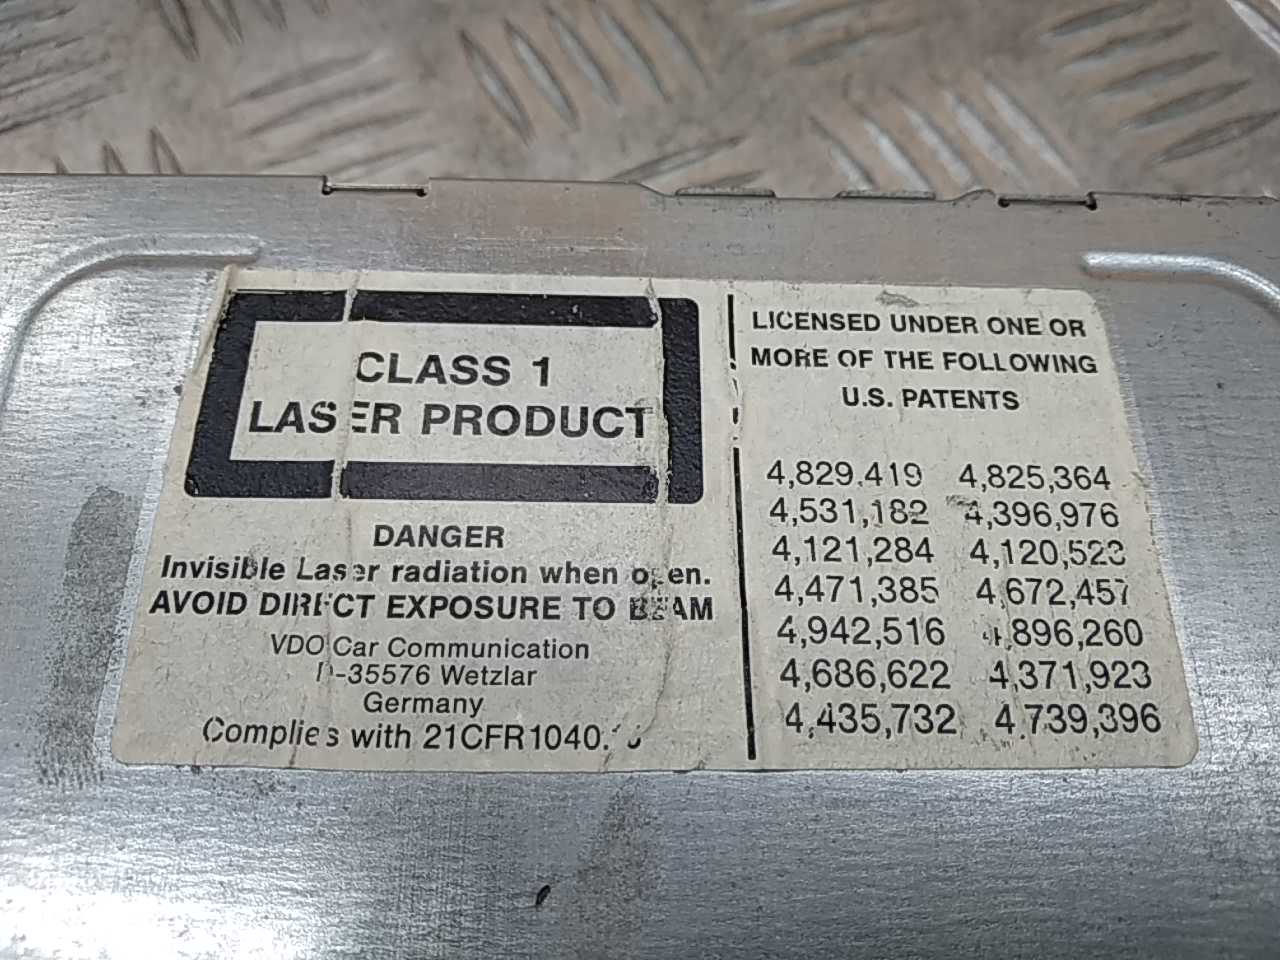 CLASS 1
LASER PRODUCT
DANGER
Invisible Laser radiation when open.
AVOID DIRECT EXPOSURE TO BEAM
VDO Car Communication
D-35576 Wetzlar
Germany
Complies with 21CFR1040.10
LICENSED UNDER ONE OR
MORE OF THE FOLLOWING
U.S. PATENTS
4,829,419 4,825,364
4,531,182 4,396,976
4,121,284 4,120,523
4,471,385 4,672,457
4,942,516 4,896,260
4,686,622 4,371,923
4,435,732 4,739,396